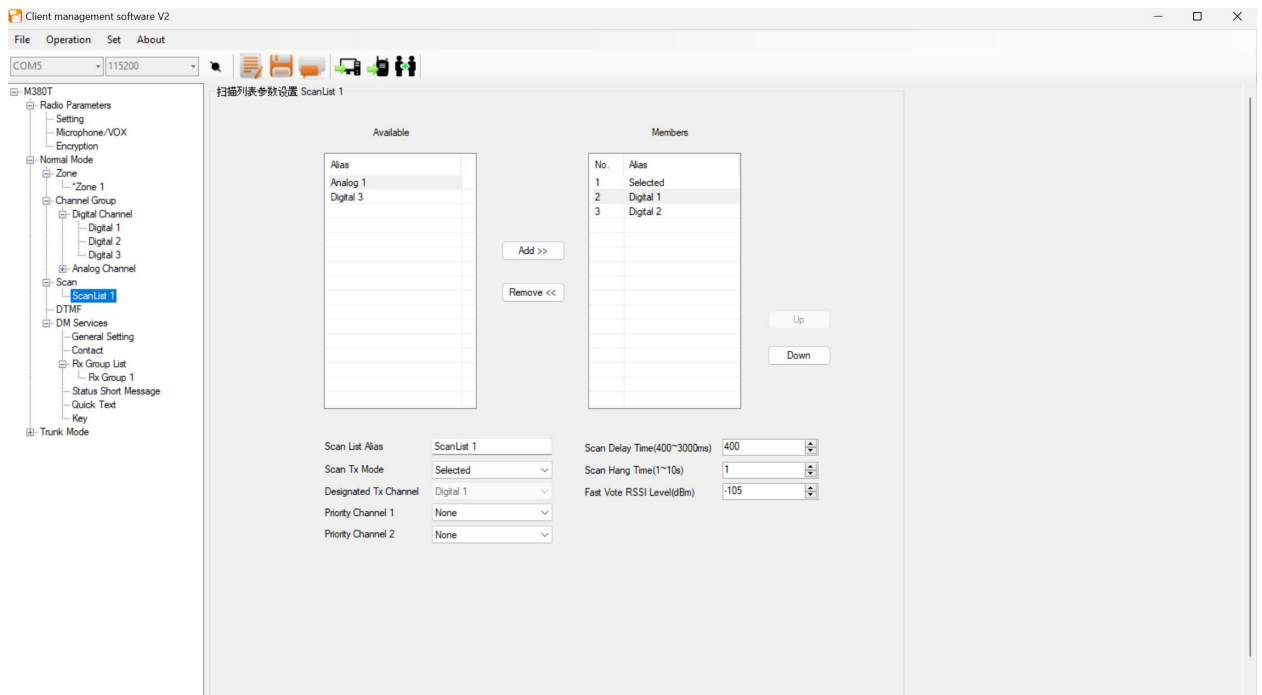 Client management software V2
File Operation Set About
COM5 115200
M380T
Radio Parameters
Setting
Microphone/VOX
Encryption
Normal Mode
Zone
*Zone 1
Channel Group
Digital Channel
Digital 1
Digital 2
Digital 3
Analog Channel
Scan
ScanList 1
DTMF
DM Services
General Setting
Contact
Rx Group List
Rx Group 1
Status Short Message
Quick Text
Key
Trunk Mode
扫描列表参数设置 ScanList 1
Available
Alias
Analog 1
Digital 3
Add >>
Remove <<
Members
No. Alias
1 Selected
2 Digital 1
3 Digital 2
Up
Down
Scan List Alias ScanList 1
Scan Tx Mode Selected
Designated Tx Channel Digital 1
Priority Channel 1 None
Priority Channel 2 None
Scan Delay Time(400~3000ms) 400
Scan Hang Time(1~10s) 1
Fast Vote RSSI Level(dBm) -105